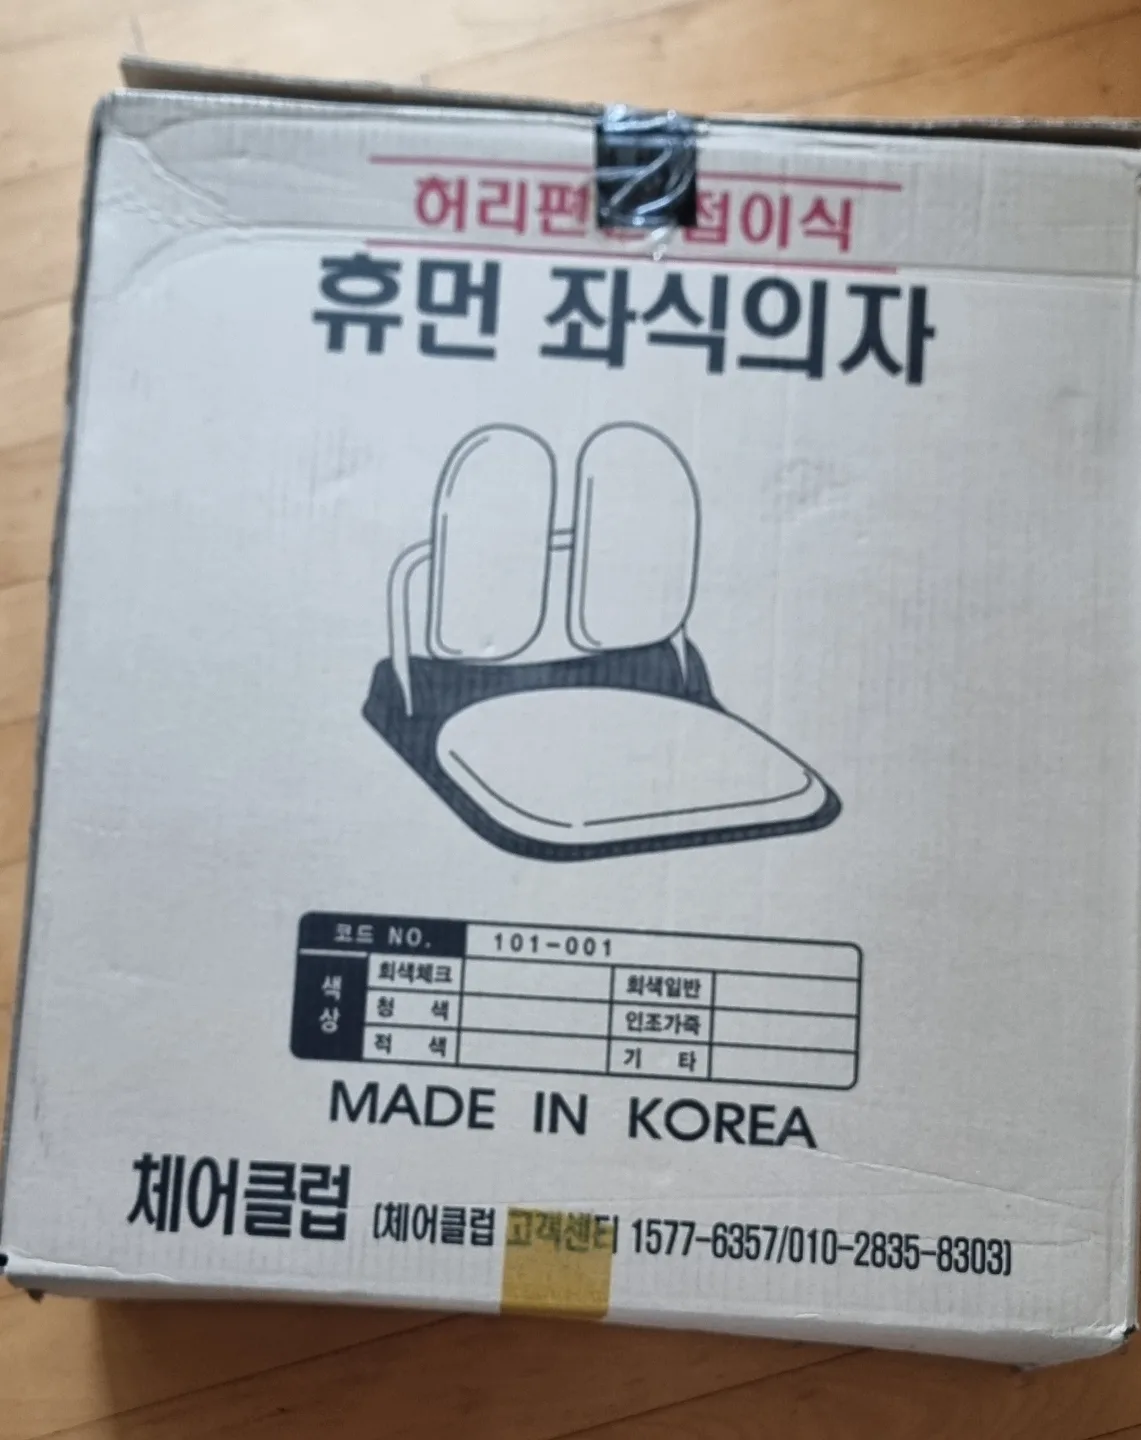 허리편 접이식
휴먼 좌식의자
코드 NO. 101-001
색상
회색체크 회색일반
청 색 인조가죽
적 색 기 타
MADE IN KOREA
체어클럽 (체어클럽 고객센터 1577-6357/010-2835-8303)